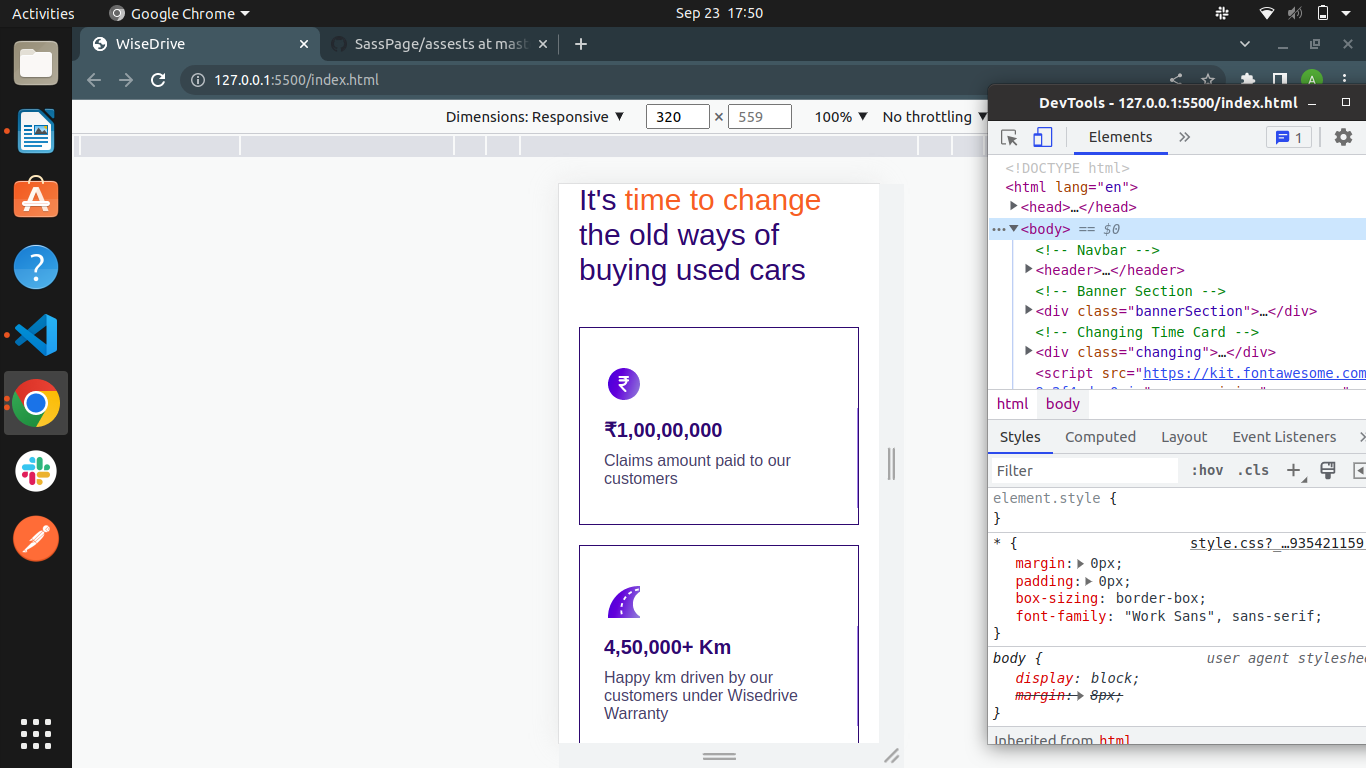 Activities
Google Chrome
Sep 23 17:50
WiseDrive
SassPage/assests at mast
127.0.0.1:5500/index.html
A
Dimensions: Responsive
320
×
559
100%
No throttling
It's time to change
the old ways of
buying used cars
₹
₹1,00,00,000
Claims amount paid to our
customers
4,50,000+ Km
Happy km driven by our
customers under Wisedrive
Warranty
DevTools - 127.0.0.1:5500/index.html
Elements
1
<!DOCTYPE html>
<html lang="en">
<head>…</head>
<body> == $0
<!-- Navbar -->
<header>…</header>
<!-- Banner Section -->
<div class="bannerSection">…</div>
<!-- Changing Time Card -->
<div class="changing">…</div>
<script src="https://kit.fontawesome.com
html body
Styles Computed Layout Event Listeners
Filter
:hov .cls
element.style {
}
* {
style.css?_…935421159
margin: 0px;
padding: 0px;
box-sizing: border-box;
font-family: "Work Sans", sans-serif;
}
body {
user agent styleshe
display: block;
margin: 8px;
}
Inherited from html